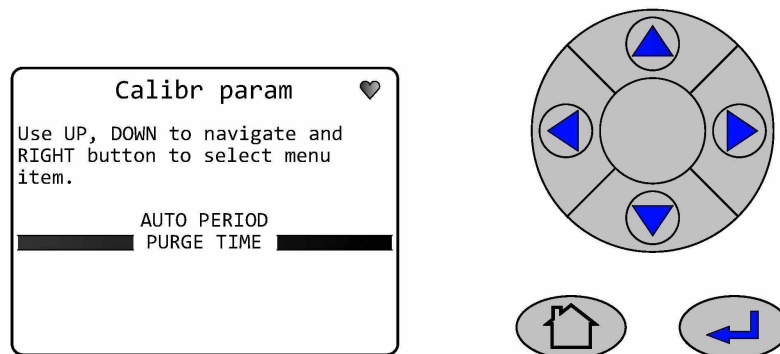 Calibr param
Use UP, DOWN to navigate and
RIGHT button to select menu
item.
AUTO PERIOD
PURGE TIME